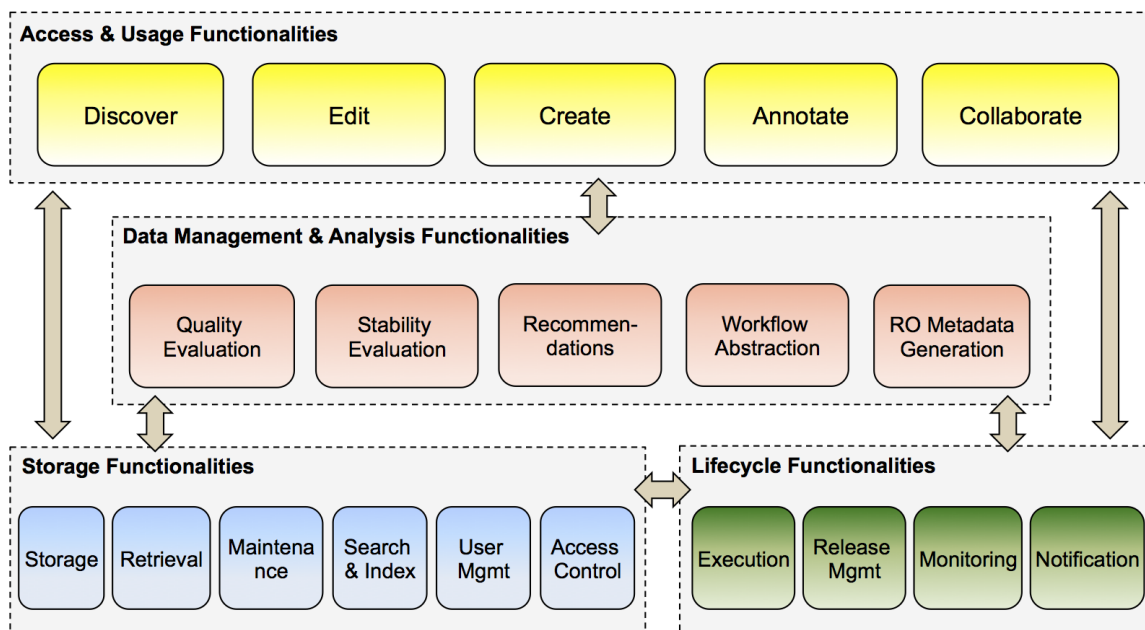 Access & Usage Functionalities
Discover
Edit
Create
Annotate
Collaborate
Data Management & Analysis Functionalities
Quality
Evaluation
Stability
Evaluation
Recommen-
dations
Workflow
Abstraction
RO Metadata
Generation
Storage Functionalities
Storage
Retrieval
Maintena
nce
Search
& Index
User
Mgmt
Access
Control
Lifecycle Functionalities
Execution
Release
Mgmt
Monitoring
Notification